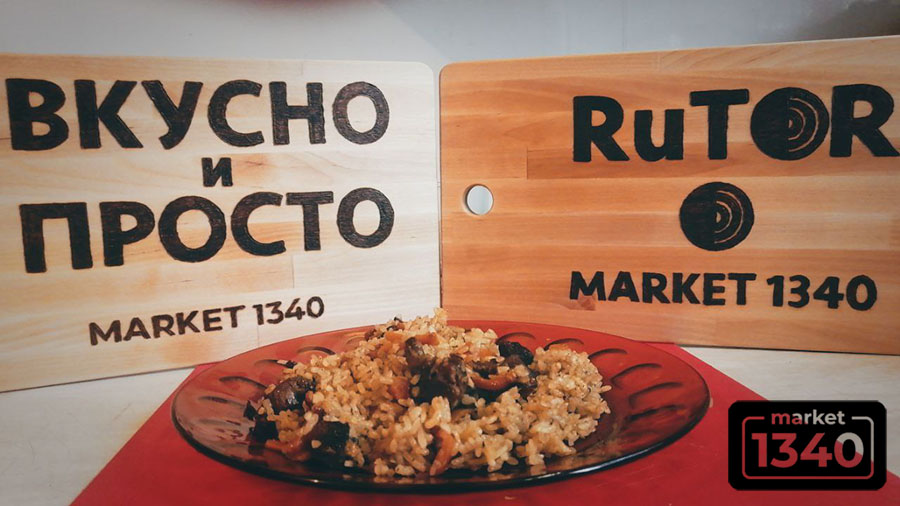 ВКУСНО
и
ПРОСТО
MARKET 1340
RuTOR
MARKET 1340
market
1340